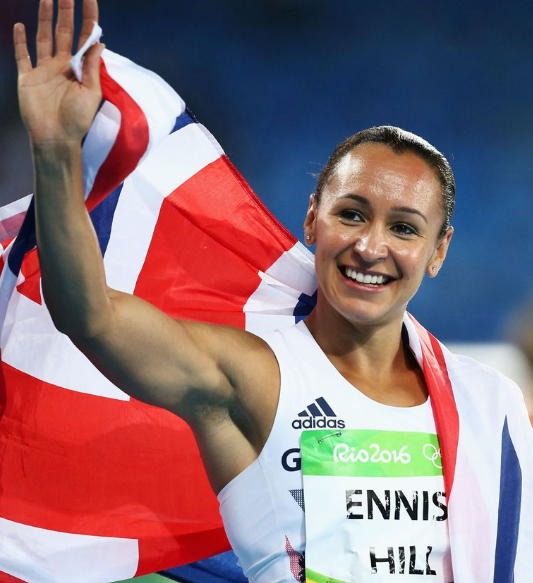 adidas
G
Rio2016
ENNIS
HILL